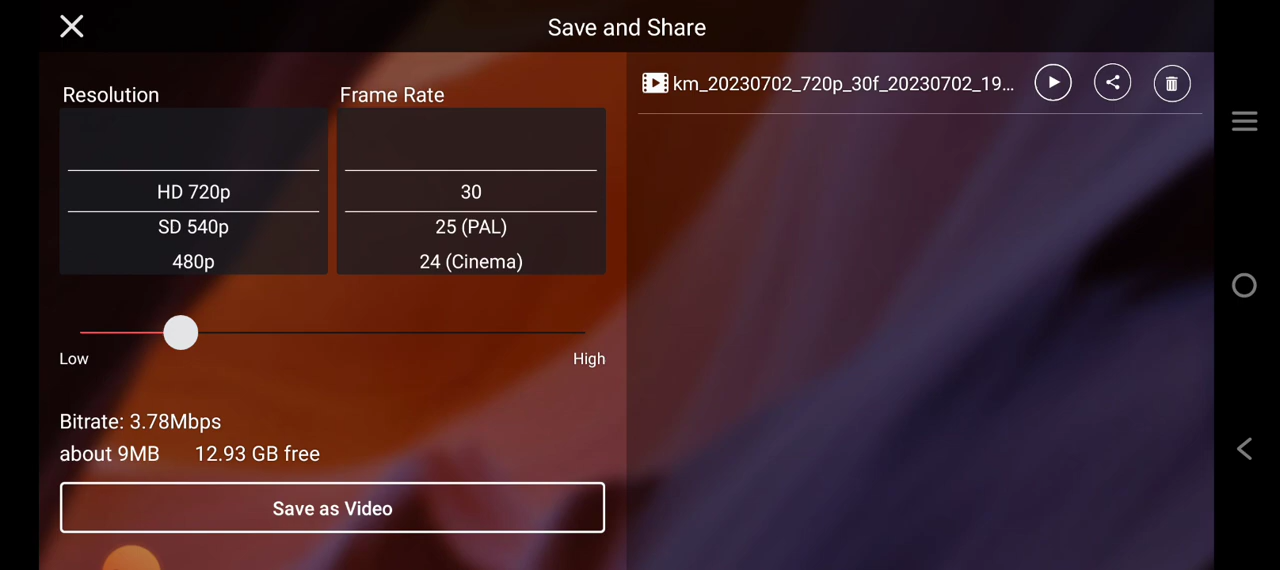 Save and Share
Resolution
Frame Rate
HD 720p
SD 540p
480p
30
25 (PAL)
24 (Cinema)
Low
High
Bitrate: 3.78Mbps
about 9MB 12.93 GB free
Save as Video
km_20230702_720p_30f_20230702_19...